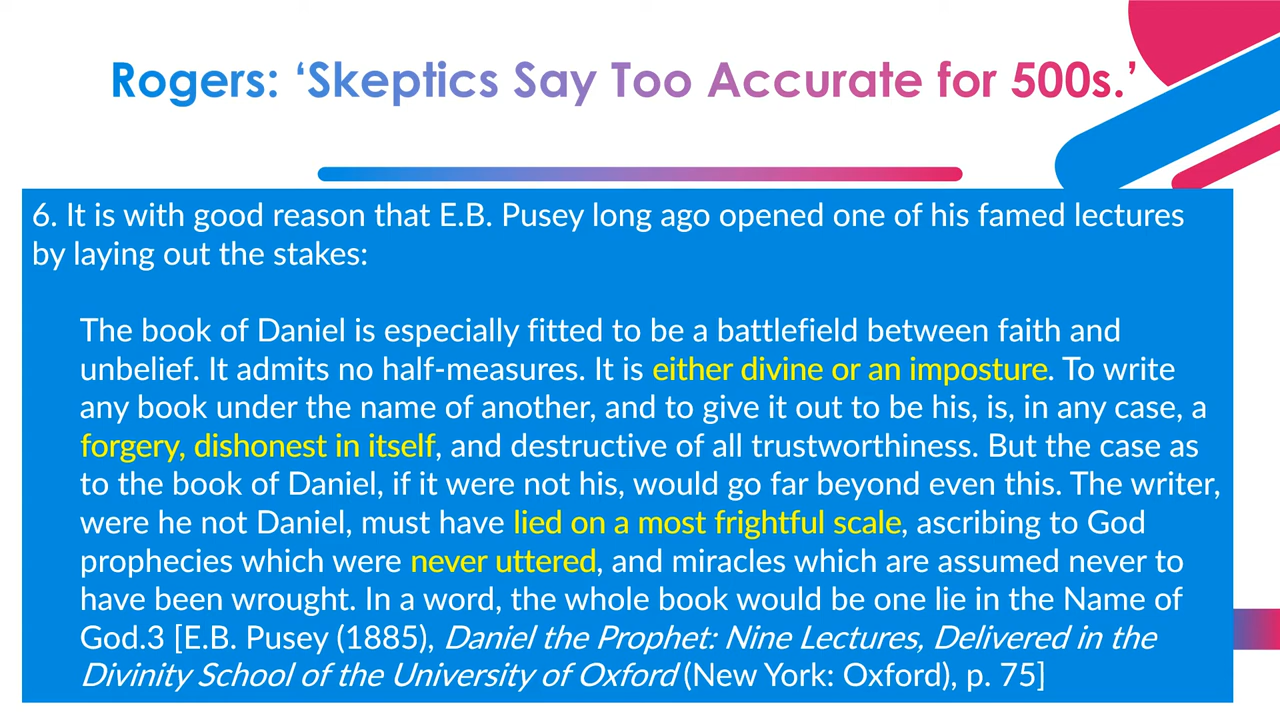 Rogers: ‘Skeptics Say Too Accurate for 500s.’
6. It is with good reason that E.B. Pusey long ago opened one of his famed lectures
by laying out the stakes:
The book of Daniel is especially fitted to be a battlefield between faith and
unbelief. It admits no half-measures. It is either divine or an imposture. To write
any book under the name of another, and to give it out to be his, is, in any case, a
forgery, dishonest in itself, and destructive of all trustworthiness. But the case as
to the book of Daniel, if it were not his, would go far beyond even this. The writer,
were he not Daniel, must have lied on a most frightful scale, ascribing to God
prophecies which were never uttered, and miracles which are assumed never to
have been wrought. In a word, the whole book would be one lie in the Name of
God.3 [E.B. Pusey (1885), Daniel the Prophet: Nine Lectures, Delivered in the
Divinity School of the University of Oxford (New York: Oxford), p. 75]